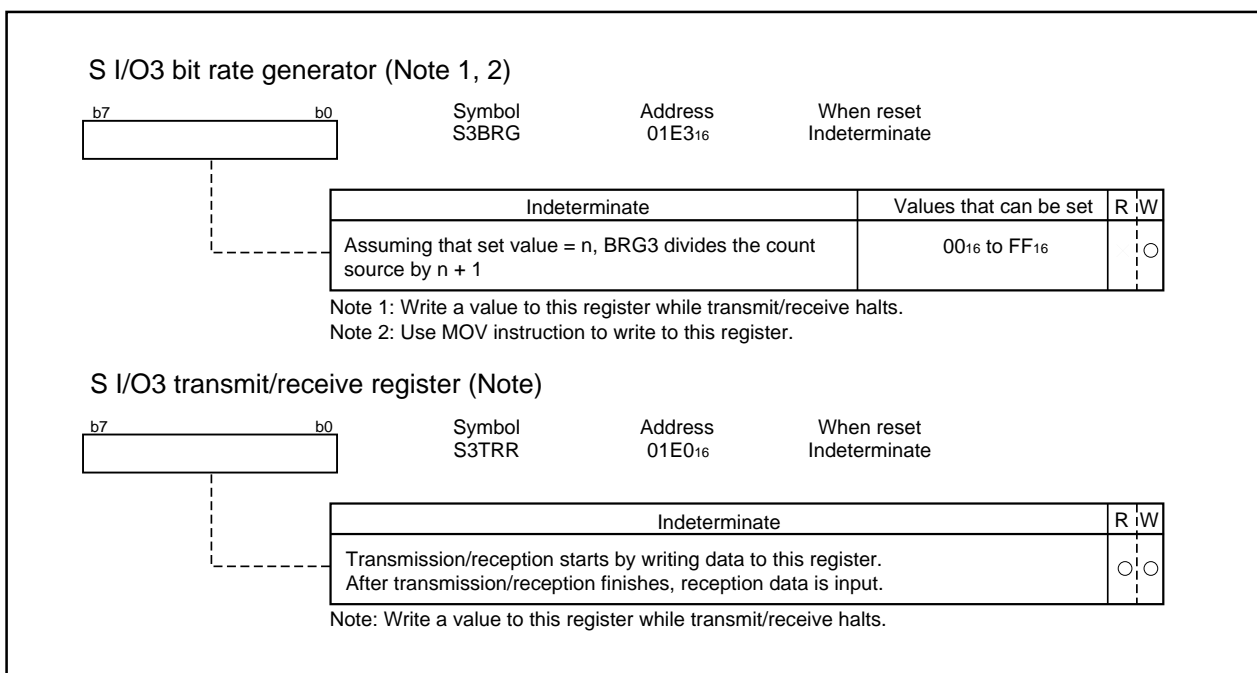 S I/O3 bit rate generator (Note 1, 2)
b7 b0 Symbol Address When reset
S3BRG 01E316 Indeterminate
Indeterminate Values that can be set R W
Assuming that set value = n, BRG3 divides the count 0016 to FF16
source by n + 1
Note 1: Write a value to this register while transmit/receive halts.
Note 2: Use MOV instruction to write to this register.
S I/O3 transmit/receive register (Note)
b7 b0 Symbol Address When reset
S3TRR 01E016 Indeterminate
Indeterminate R W
Transmission/reception starts by writing data to this register.
After transmission/reception finishes, reception data is input.
Note: Write a value to this register while transmit/receive halts.